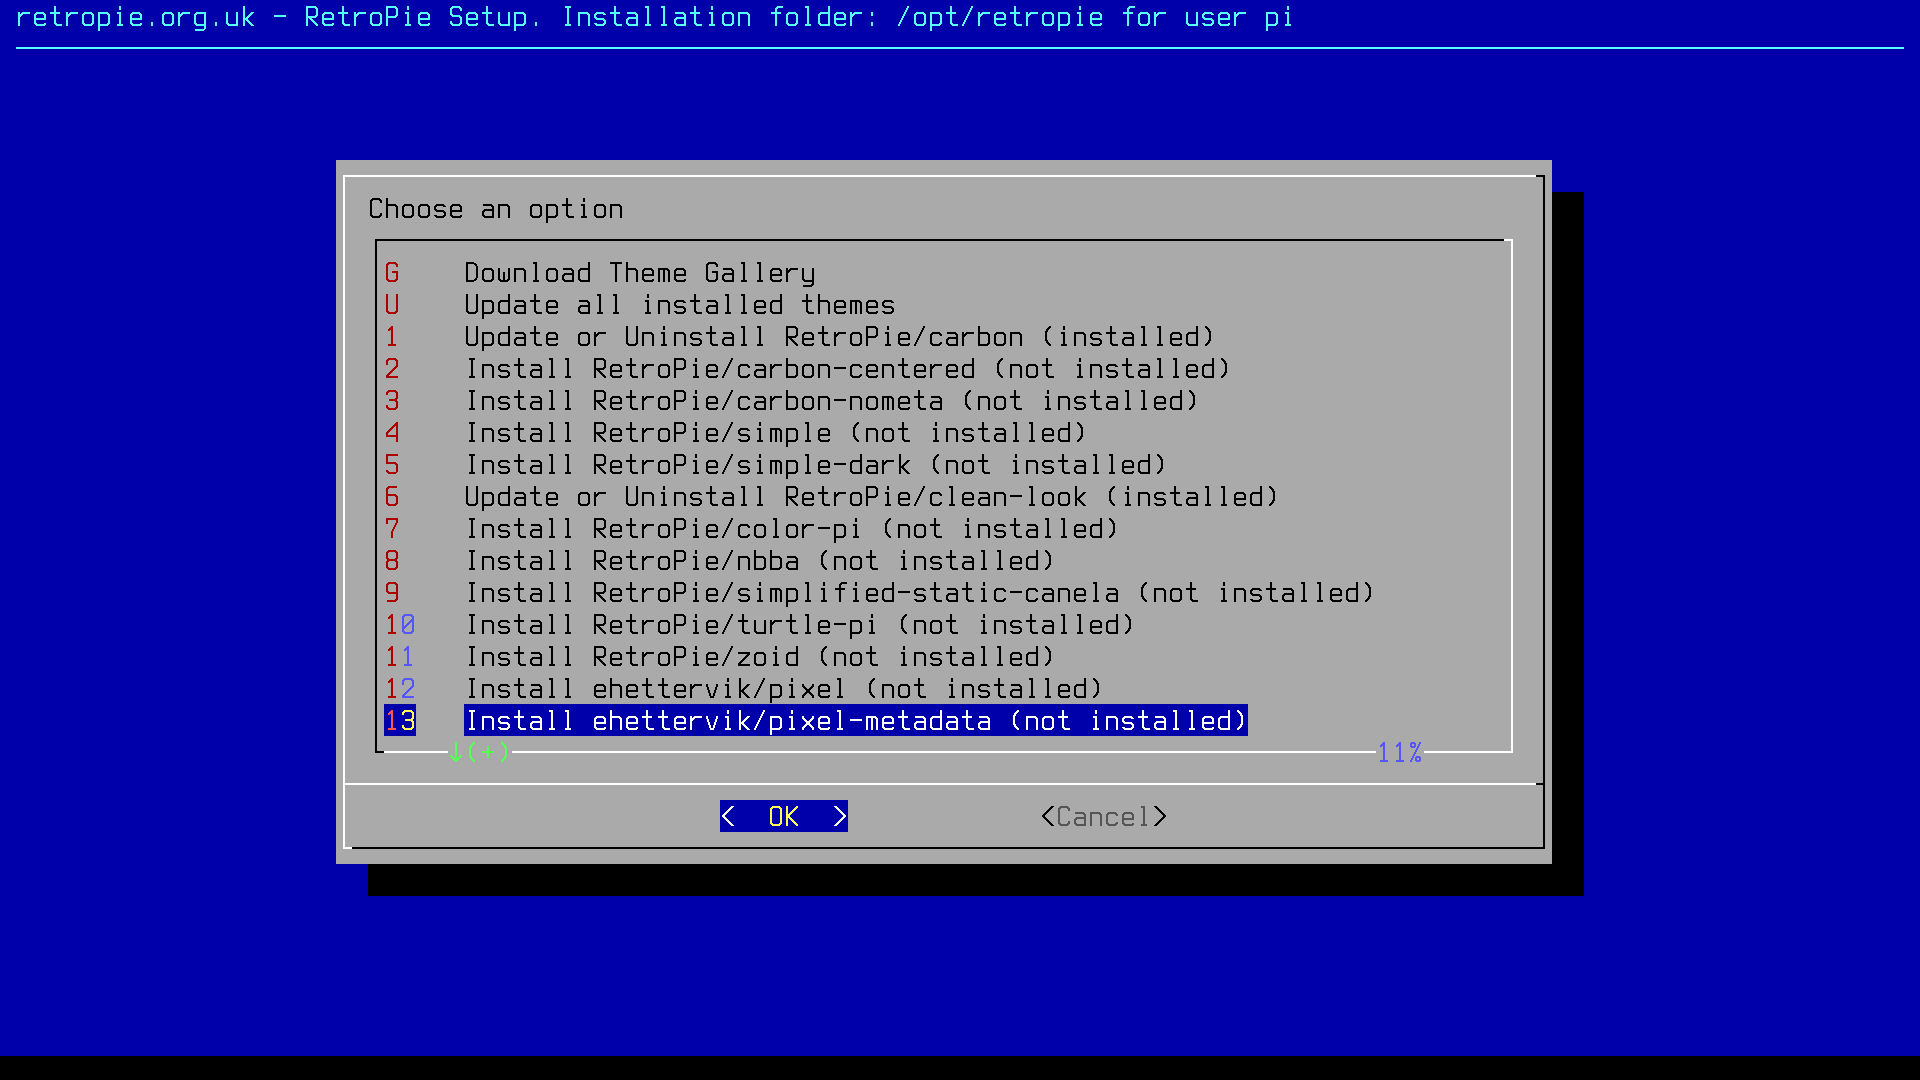 retropie.org.uk - RetroPie Setup. Installation folder: /opt/retropie for user pi
Choose an option
G Download Theme Gallery
U Update all installed themes
1 Update or Uninstall RetroPie/carbon (installed)
2 Install RetroPie/carbon-centered (not installed)
3 Install RetroPie/carbon-nometa (not installed)
4 Install RetroPie/simple (not installed)
5 Install RetroPie/simple-dark (not installed)
6 Update or Uninstall RetroPie/clean-look (installed)
7 Install RetroPie/color-pi (not installed)
8 Install RetroPie/nbba (not installed)
9 Install RetroPie/simplified-static-canela (not installed)
10 Install RetroPie/turtle-pi (not installed)
11 Install RetroPie/zoid (not installed)
12 Install ehettervik/pixel (not installed)
13 Install ehettervik/pixel-metadata (not installed)
↓(+) 11%
< OK > <Cancel>